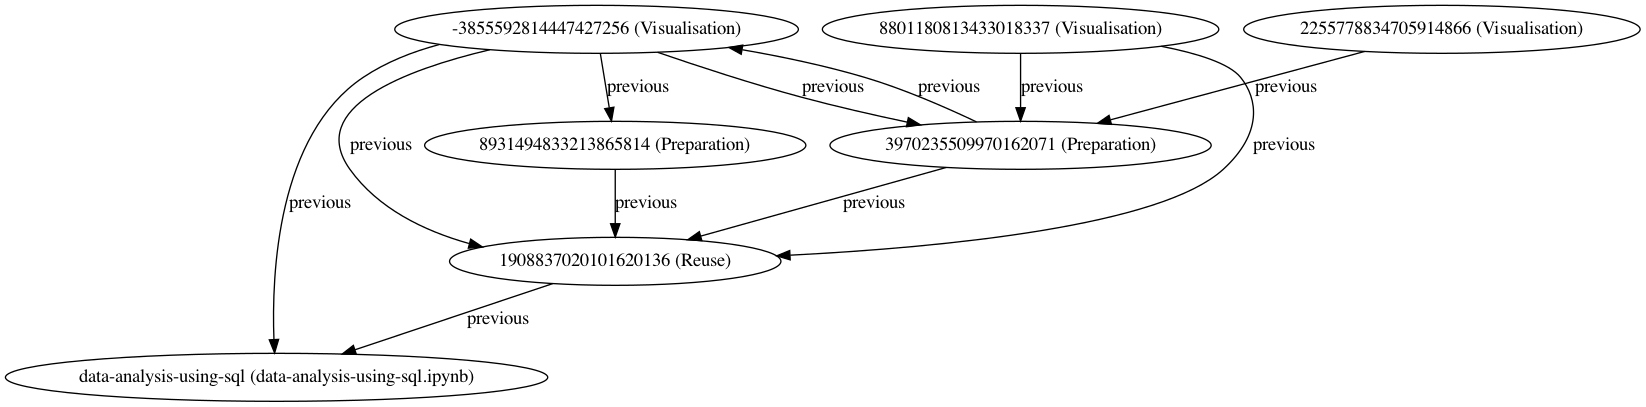 -3855592814447427256 (Visualisation)
8801180813433018337 (Visualisation)
2255778834705914866 (Visualisation)
previous
previous
previous
previous
previous
previous
8931494833213865814 (Preparation)
3970235509970162071 (Preparation)
previous
previous
previous
previous
previous
1908837020101620136 (Reuse)
previous
data-analysis-using-sql (data-analysis-using-sql.ipynb)